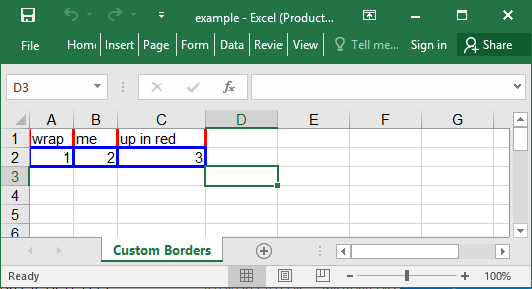 example - Excel (Product...
File Home Insert Page Form Data Revie View Tell me... Sign in Share
D3 fx
A B C D E F G
1 wrap me up in red
2 1 2 3
3
4
5
6
Custom Borders
Ready 100%